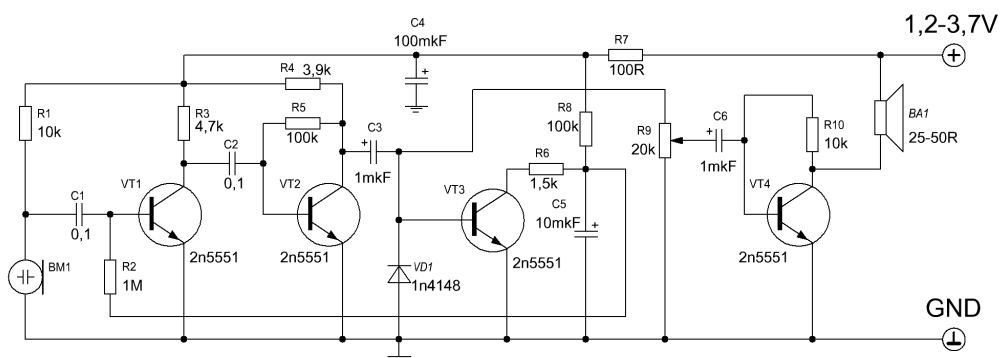 C4
100mkF
1,2-3,7V
R7
100R
R4 3,9k
R1
10k
R3
4,7k
R5
100k
C3
1mkF
R8
100k
R9
20k
C6
1mkF
R10
10k
BA1
25-50R
C2
0,1
VT1
VT2
VT3
R6
1,5k
VT4
C1
0,1
C5
10mkF
2n5551
2n5551
2n5551
2n5551
BM1
R2
1M
VD1
1n4148
GND